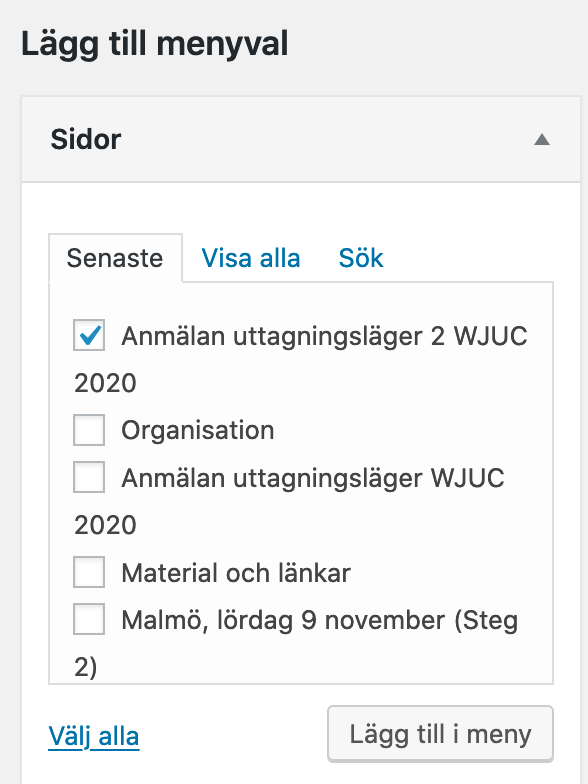 Lägg till menyval
Sidor
Senaste
Visa alla
Sök
Anmälan uttagningsläger 2 WJUC
2020
Organisation
Anmälan uttagningsläger WJUC
2020
Material och länkar
Malmö, lördag 9 november (Steg
2)
Välj alla
Lägg till i meny